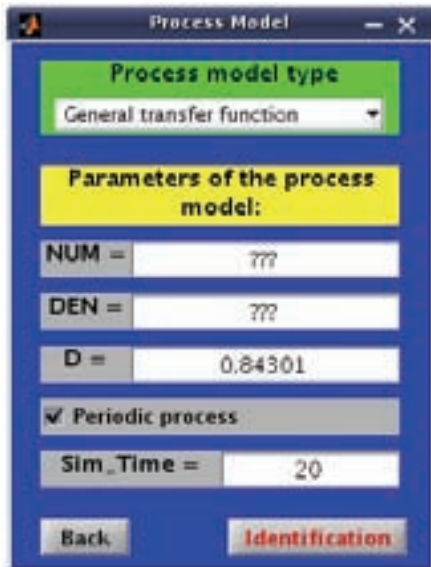 Process Model
Process model type
General transfer function
Parameters of the process
model:
NUM =
???
DEN =
???
D =
0.84301
Periodic process
Sim_Time =
20
Back
Identification